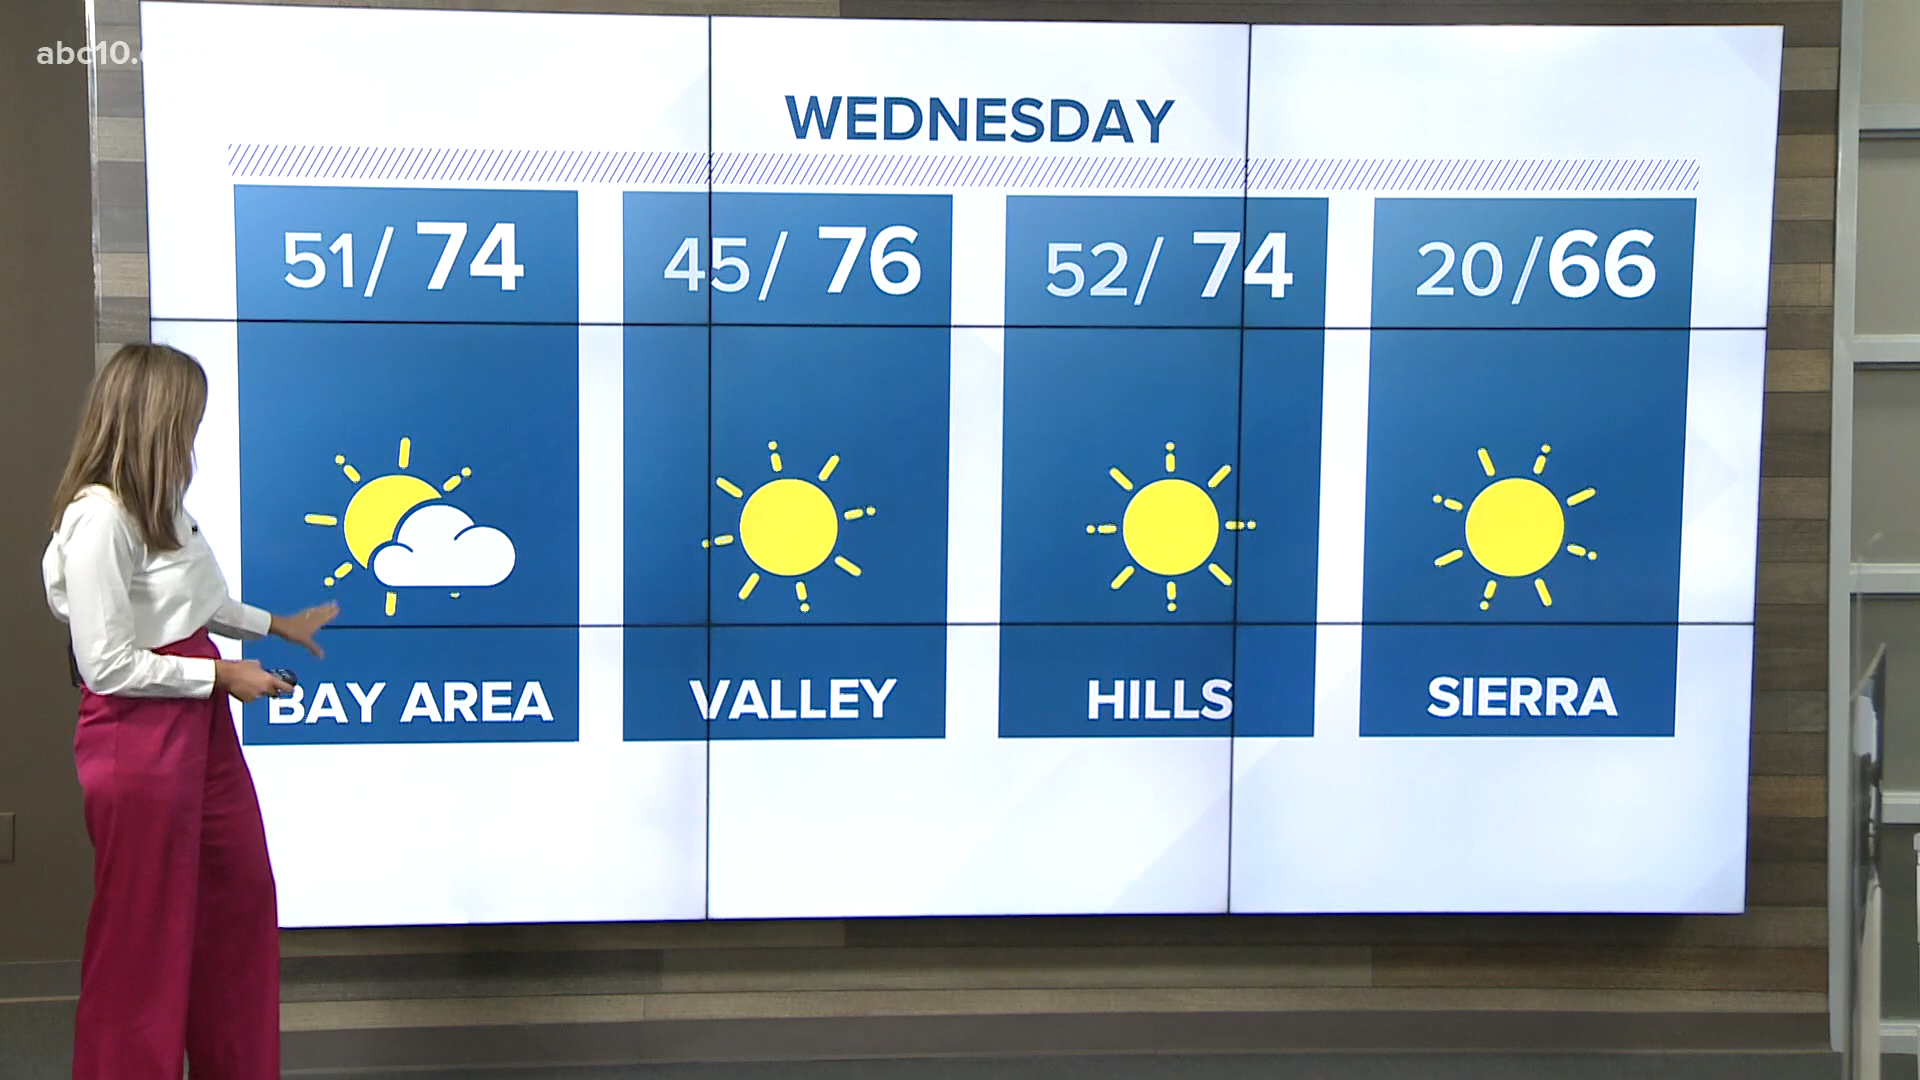 abc10.
WEDNESDAY
51/ 74
45/ 76
52/ 74
20/66
BAY AREA
VALLEY
HILLS
SIERRA